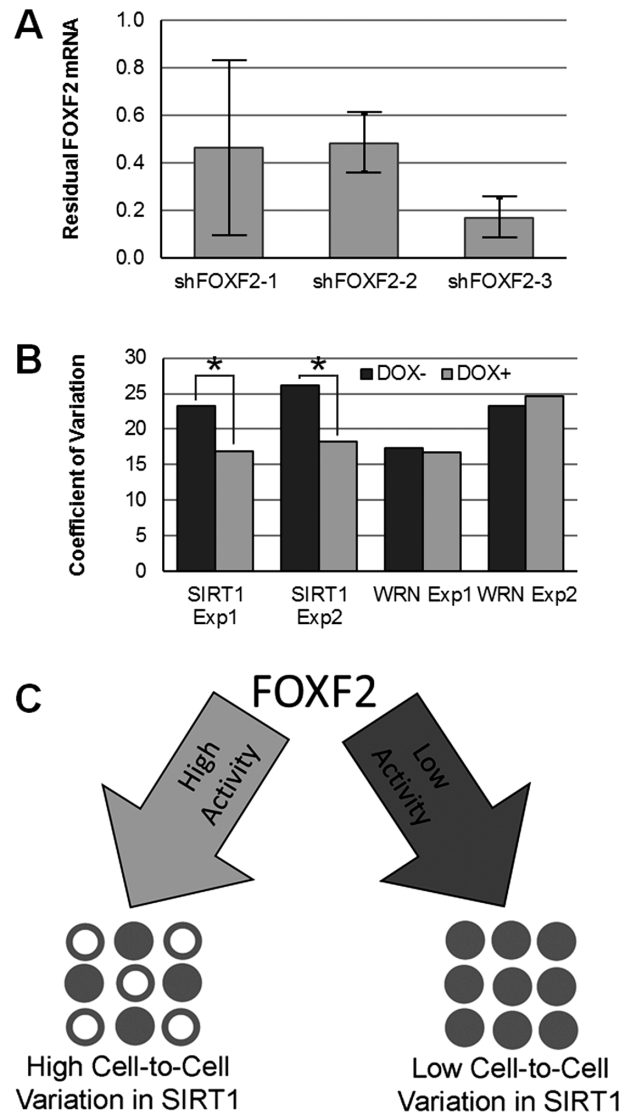 A
Residual FOXF2 mRNA
1.0
0.8
0.6
0.4
0.2
0.0
shFOXF2-1 shFOXF2-2 shFOXF2-3
B
Coefficient of Variation
30
25
20
15
10
5
0
* *
DOX- DOX+
SIRT1 Exp1
SIRT1 Exp2
WRN Exp1
WRN Exp2
C
FOXF2
High
Activity
Low
Activity
High Cell-to-Cell
Variation in SIRT1
Low Cell-to-Cell
Variation in SIRT1